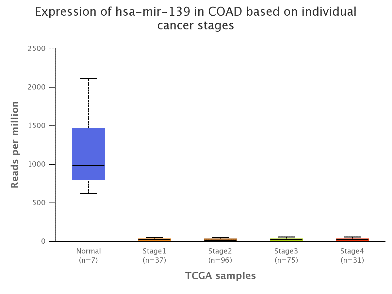 Expression of hsa-mir-139 in COAD based on individual
cancer stages
Reads per million
2500
2000
1500
1000
500
0
Normal Stage1 Stage2 Stage3 Stage4
(n=7) (n=37) (n=96) (n=75) (n=31)
TCGA samples